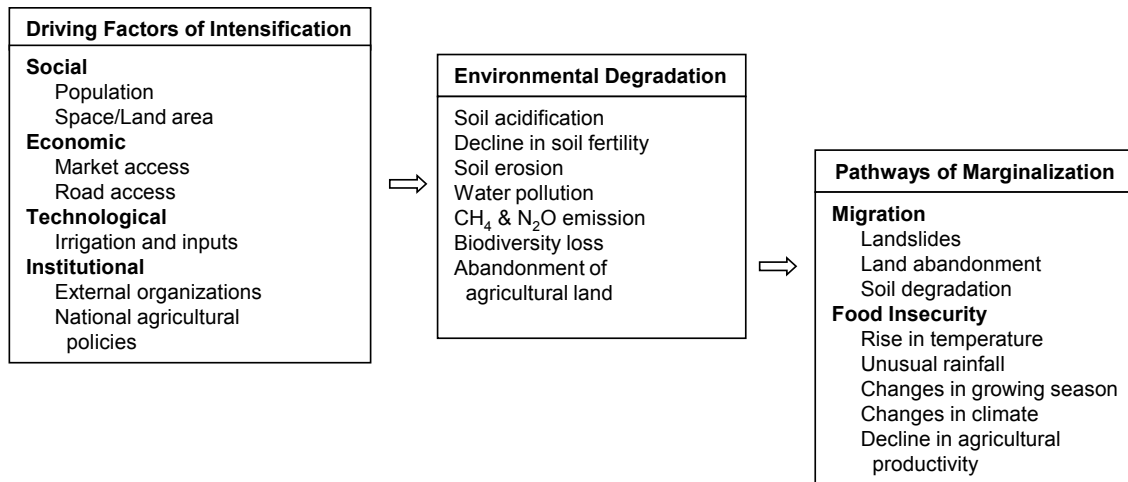 Driving Factors of Intensification
Social
Population
Space/Land area
Economic
Market access
Road access
Technological
Irrigation and inputs
Institutional
External organizations
National agricultural
policies
Environmental Degradation
Soil acidification
Decline in soil fertility
Soil erosion
Water pollution
CH₄ & N₂O emission
Biodiversity loss
Abandonment of
agricultural land
Pathways of Marginalization
Migration
Landslides
Land abandonment
Soil degradation
Food Insecurity
Rise in temperature
Unusual rainfall
Changes in growing season
Changes in climate
Decline in agricultural
productivity